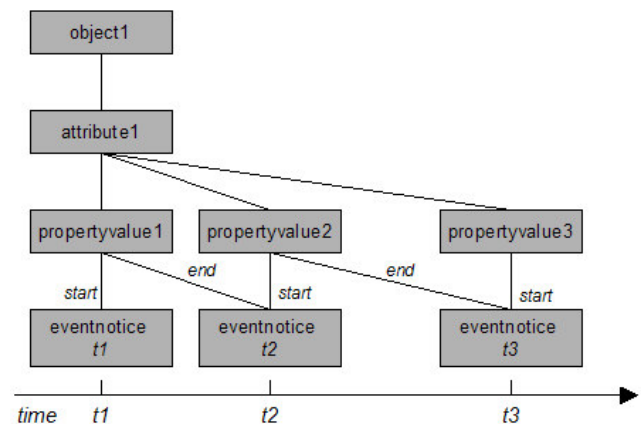 object1
attribute1
propertyvalue1 propertyvalue2 propertyvalue3
end end
start start start
eventnotice eventnotice eventnotice
t1 t2 t3
time t1 t2 t3